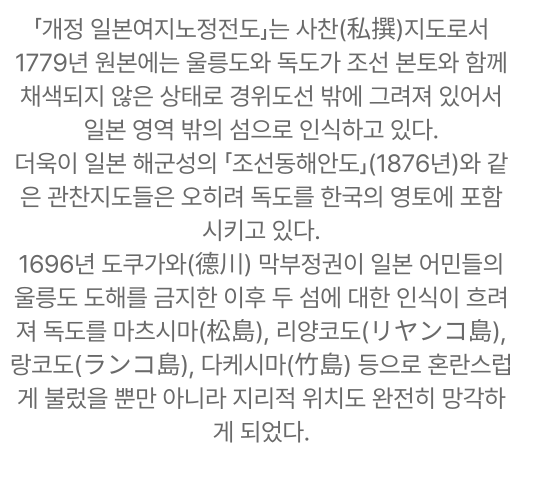 「개정 일본여지노정전도」는 사찬(私撰)지도로서
1779년 원본에는 울릉도와 독도가 조선 본토와 함께
채색되지 않은 상태로 경위도선 밖에 그려져 있어서
일본 영역 밖의 섬으로 인식하고 있다.
더욱이 일본 해군성의 「조선동해안도」(1876년)와 같
은 관찬지도들은 오히려 독도를 한국의 영토에 포함
시키고 있다.
1696년 도쿠가와(德川) 막부정권이 일본 어민들의
울릉도 도해를 금지한 이후 두 섬에 대한 인식이 흐려
져 독도를 마츠시마(松島), 리양코도(リヤンコ島),
랑코도(ランコ島), 다케시마(竹島) 등으로 혼란스럽
게 불렀을 뿐만 아니라 지리적 위치도 완전히 망각하
게 되었다.